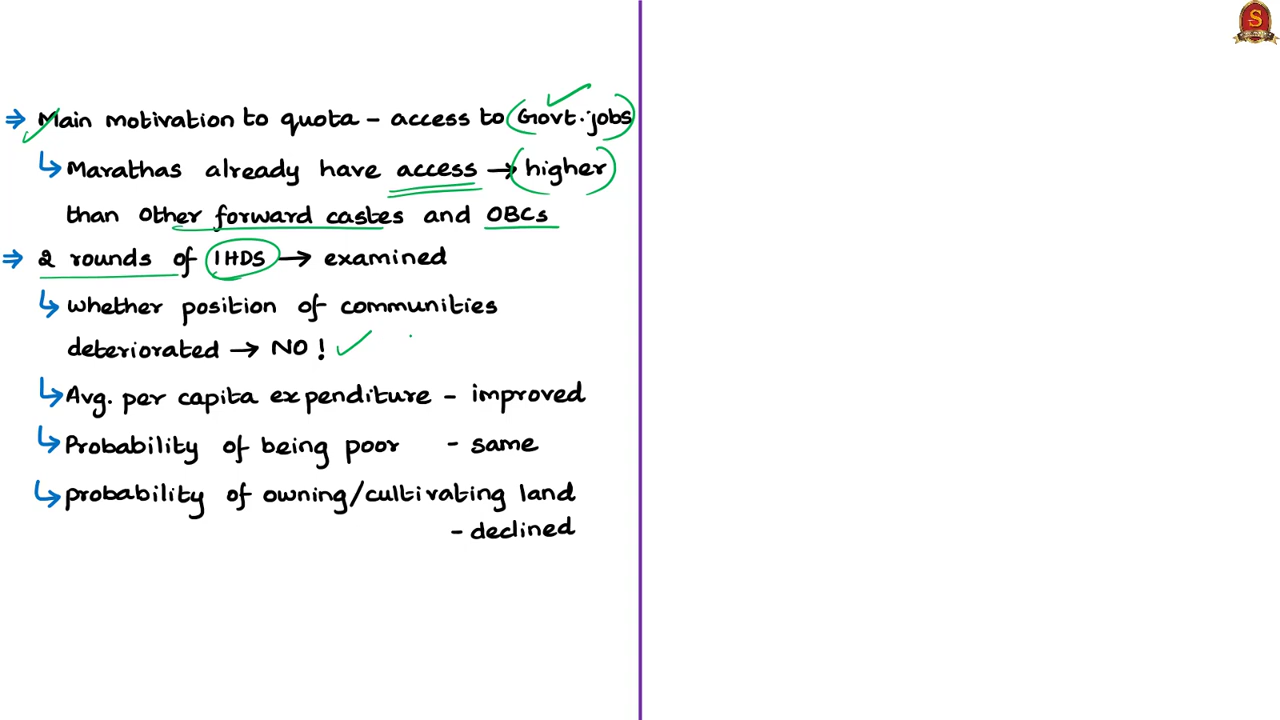 ⇒ Main motivation to quota - access to (Govt. jobs)
↳ Marathas already have access → (higher)
than other forward castes and OBCs
⇒ 2 rounds of IHDS → examined
↳ whether position of communities
deteriorated → NO !
↳ Avg. per capita expenditure - improved
↳ Probability of being poor - same
↳ probability of owning/cultivating land
- declined
S